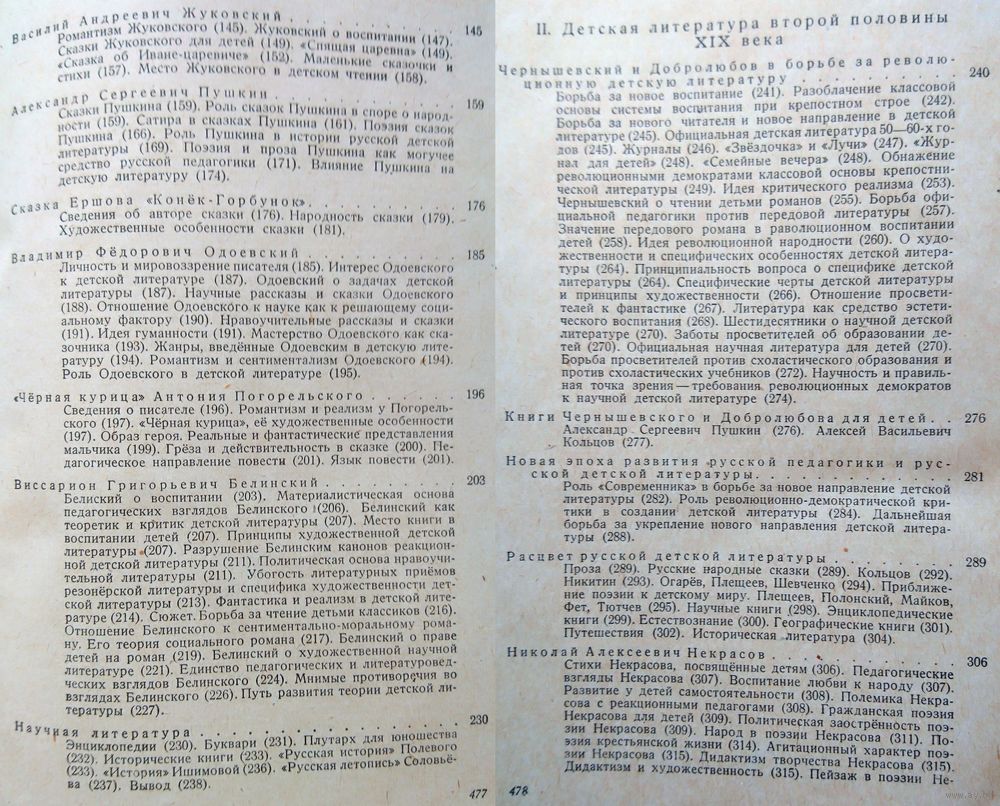 Василий Андреевич Жуковский . . . . . . . . . 145
Романтизм Жуковского (145). Жуковский о воспитании (147).
Сказки Жуковского для детей (149). «Спящая царевна» (149).
«Сказка об Иване-царевиче» (152). Маленькие сказочки и
стихи (157). Место Жуковского в детском чтении (158).
Александр Сергеевич Пушкин . . . . . . . . . 159
Сказки Пушкина (159). Роль сказок Пушкина в споре о народ-
ности (159). Сатира в сказках Пушкина (161). Поэзия сказок
Пушкина (166). Роль Пушкина в истории русской детской
литературы (169). Поэзия и проза Пушкина как могучее
средство русской педагогики (171). Влияние Пушкина на
детскую литературу (174).
Сказка Ершова «Конёк-Горбунок» . . . . . . . . 176
Сведения об авторе сказки (176). Народность сказки (179).
Художественные особенности сказки (181).
Владимир Фёдорович Одоевский . . . . . . . . 185
Личность и мировоззрение писателя (185). Интерес Одоевского
к детской литературе (187). Одоевский о задачах детской
литературы (187). Научные рассказы и сказки Одоевского
(188). Отношение Одоевского к науке как к решающему соци-
альному фактору (190). Нравоучительные рассказы и сказки
(191). Идея гуманности (191). Мастерство Одоевского как ска-
зочника (193). Жанры, введённые Одоевским в детскую лите-
ратуру (194). Романтизм и сентиментализм Одоевского (194).
Роль Одоевского в детской литературе (195).
«Чёрная курица» Антония Погорельского . . . . . . 196
Сведения о писателе (196). Романтизм и реализм у Погорель-
ского (197). «Чёрная курица», её художественные особенности
(197). Образ героя. Реальные и фантастические представления
мальчика (199). Грёза и действительность в сказке (200). Пе-
дагогическое направление повести (201). Язык повести (201).
Виссарион Григорьевич Белинский . . . . . . . . 203
Белиский о воспитании (203). Материалистическая основа
педагогических взглядов Белинского (206). Белинский как
теоретик и критик детской литературы (207). Место книги в
воспитании детей (207). Принципы художественной детской
литературы (207). Разрушение Белинским канонов реакцион-
ной детской литературы (211). Политическая основа нравоучи-
тельной литературы (211). Убогость литературных приёмов
резонёрской литературы и специфика художественности дет-
ской литературы (213). Фантастика и реализм в детской лите-
ратуре (214). Сюжет. Борьба за чтение детьми классиков (216).
Отношение Белинского к сентиментально-моральному рома-
ну. Его теория социального романа (217). Белинский о праве
детей на роман (219). Белинский о художественной научной
литературе (221). Единство педагогических и литературовед-
ческих взглядов Белинского (224). Мнимые противоречия во
взглядах Белинского (226). Путь развития теории детской ли-
тературы (227).
Научная литература . . . . . . . . . . . . 230
Энциклопедии (230). Буквари (231). Плутарх для юношества
(232). Исторические книги (233). «Русская история» Полевого
(233). «История» Ишимовой (236). «Русская летопись» Соловьё-
ва (237). Вывод (238).
477
II. Детская литература второй половины
XIX века
Чернышевский и Добролюбов в борьбе за револю-
ционную детскую литературу . . . . . . . . 240
Борьба за новое воспитание (241). Разоблачение классовой
основы системы воспитания при крепостном строе (242).
Борьба за нового читателя и новое направление в детской
литературе (245). Официальная детская литература 50—60-х го-
дов (245). Журналы (246). «Звёздочка» и «Лучи» (247). «Жур-
нал для детей» (248). «Семейные вечера» (248). Обнажение
революционными демократами классовой основы крепостни-
ческой литературы (249). Идея критического реализма (253).
Чернышевский о чтении детьми романов (255). Борьба офи-
циальной педагогики против передовой литературы (257).
Значение передового романа в раволюционном воспитании
детей (258). Идея революционной народности (260). О худо-
жественности и специфических особенностях детской литера-
туры (264). Принципиальность вопроса о специфике детской
литературы (264). Специфические черты детской литературы
и принципы художественности (266). Отношение просвети-
телей к фантастике (267). Литература как средство эстети-
ческого воспитания (268). Шестидесятники о научной детской
литературе (270). Заботы просветителей об образовании де-
тей (270). Официальная научная литература для детей (270).
Борьба просветителей против схоластического образования и
против схоластических учебников (272). Научность и правиль-
ная точка зрения — требования революционных демократов
к научной детской литературе (274).
Книги Чернышевского и Добролюбова для детей . . 276
Александр Сергеевич Пушкин (276). Алексей Васильевич
Кольцов (277).
Новая эпоха развития русской педагогики и рус-
ской детской литературы . . . . . . . . . 281
Роль «Современника» в борьбе за новое направление детской
литературы (282). Роль революционно-демократической кри-
тики в создании детской литературы (284). Дальнейшая
борьба за укрепление нового направления детской литера-
туры (288).
Расцвет русской детской литературы . . . . . . . 289
Проза (289). Русские народные сказки (289). Кольцов (292).
Никитин (293). Огарёв, Плещеев, Шевченко (294). Приближе-
ние поэзии к детскому миру. Плещеев, Полонский, Майков,
Фет, Тютчев (295). Научные книги (298). Энциклопедические
книги (299). Естествознание (300). Географические книги (301).
Путешествия (302). Историческая литература (304).
Николай Алексеевич Некрасов . . . . . . . . . 306
Стихи Некрасова, посвящённые детям (306). Педагогические
взгляды Некрасова (307). Воспитание любви к народу (307).
Развитие у детей самостоятельности (308). Полемика Некра-
сова с реакционными педагогами (308). Гражданская поэзия
Некрасова для детей (309). Политическая заострённость поэ-
зии Некрасова (309). Народ в поэзии Некрасова (311). По-
эзия крестьянской жизни (314). Агитационный характер поэ-
зии Некрасова (315). Дидактизм творчества Некрасова (315).
Дидактизм и художественность (315). Пейзаж в поэзии Не-
478